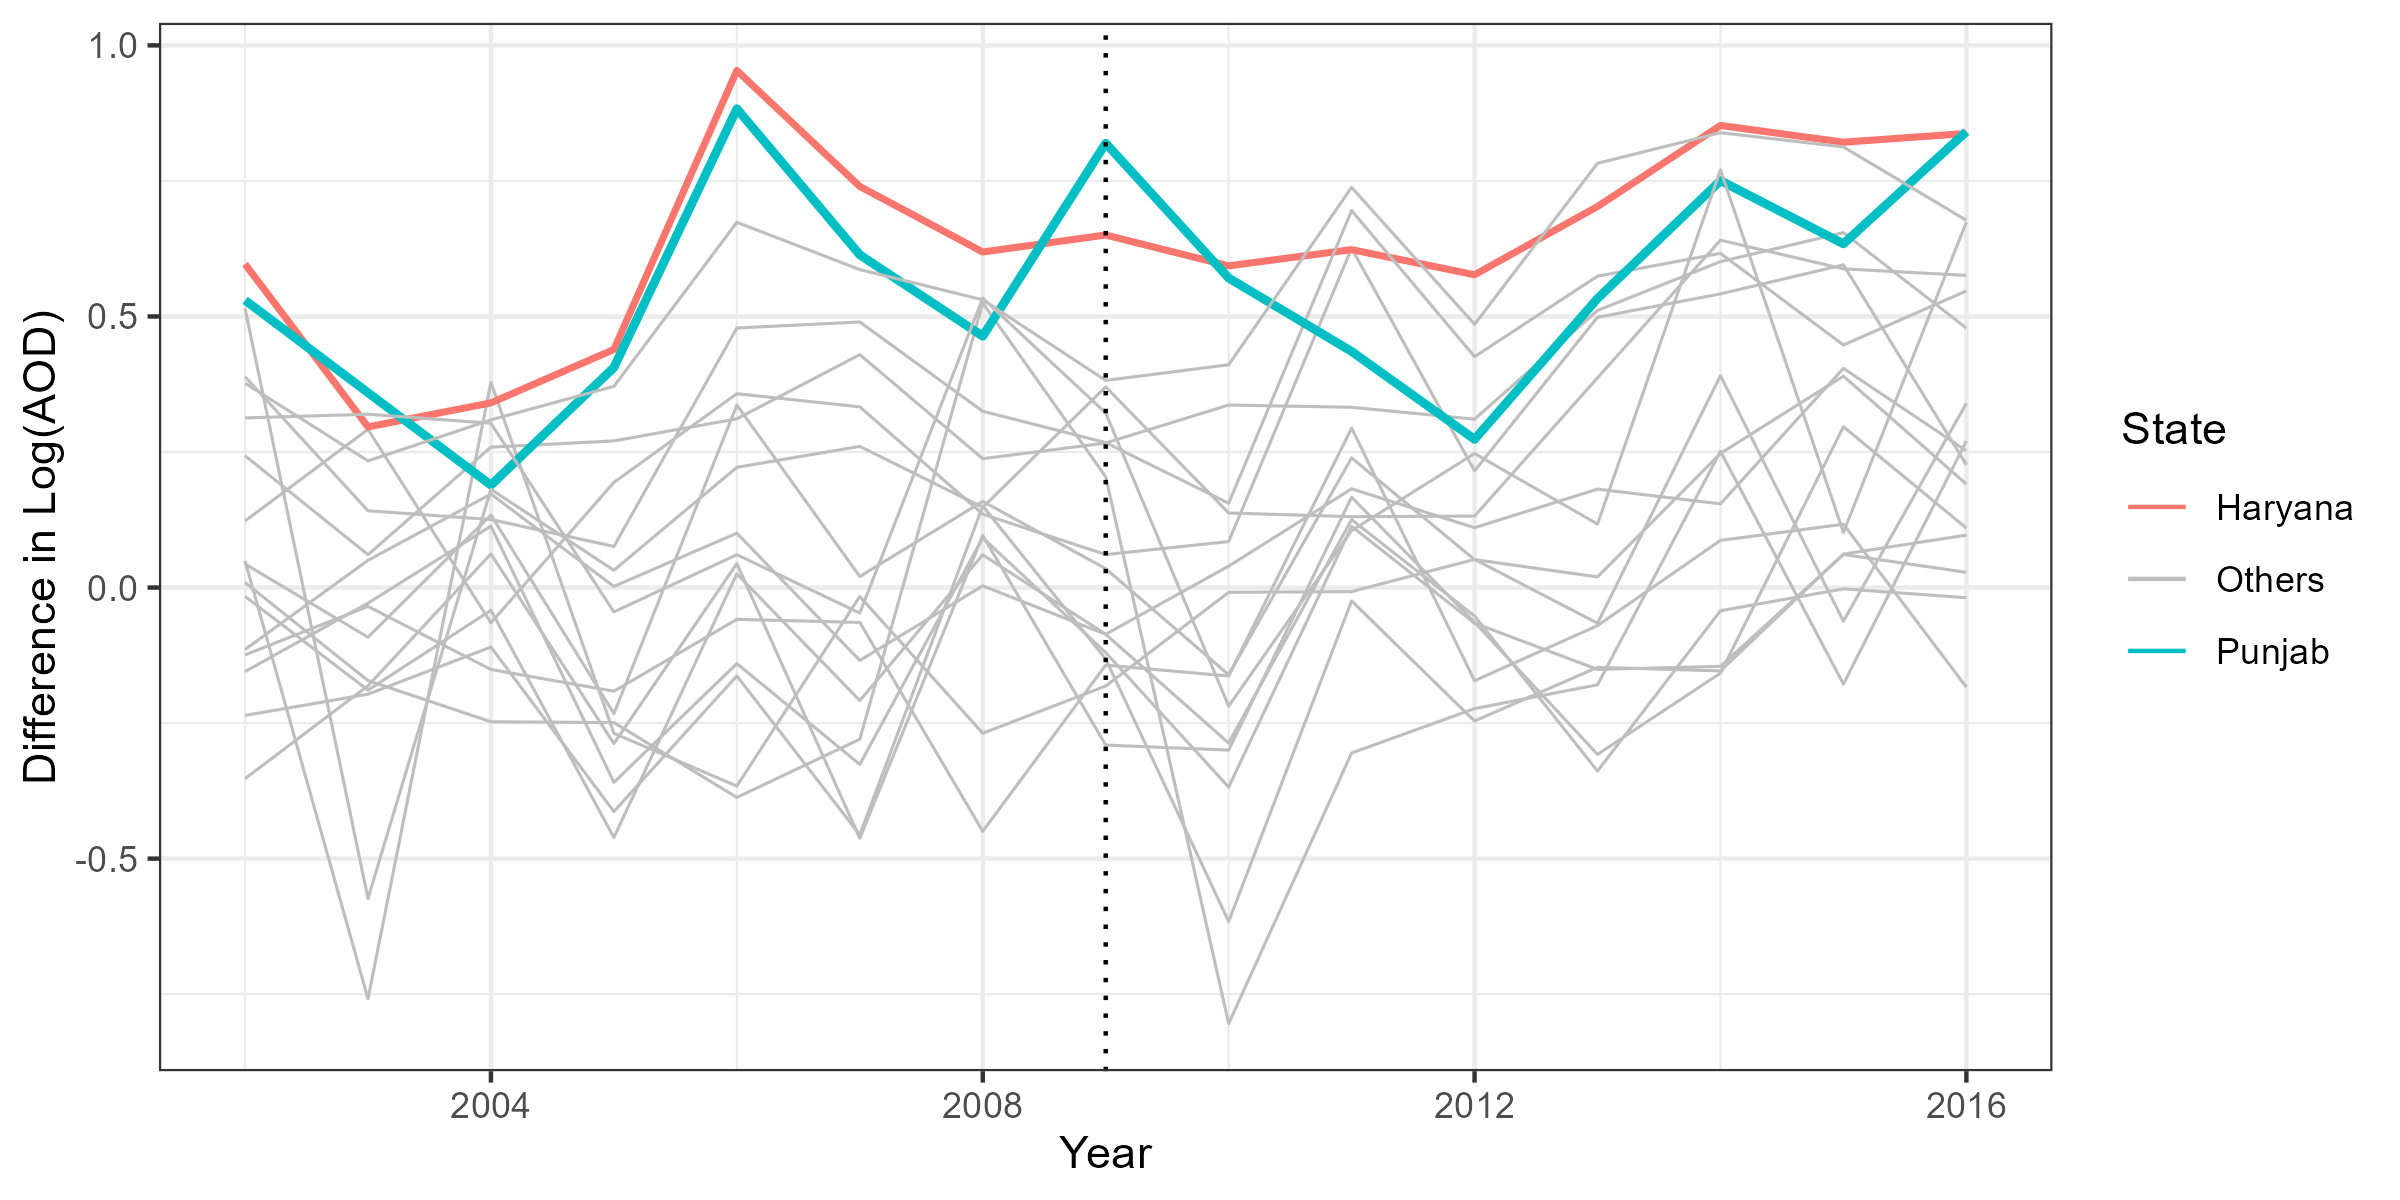 1.0
0.5
0.0
-0.5
Difference in Log(AOD)
2004
2008
2012
2016
Year
State
Haryana
Others
Punjab